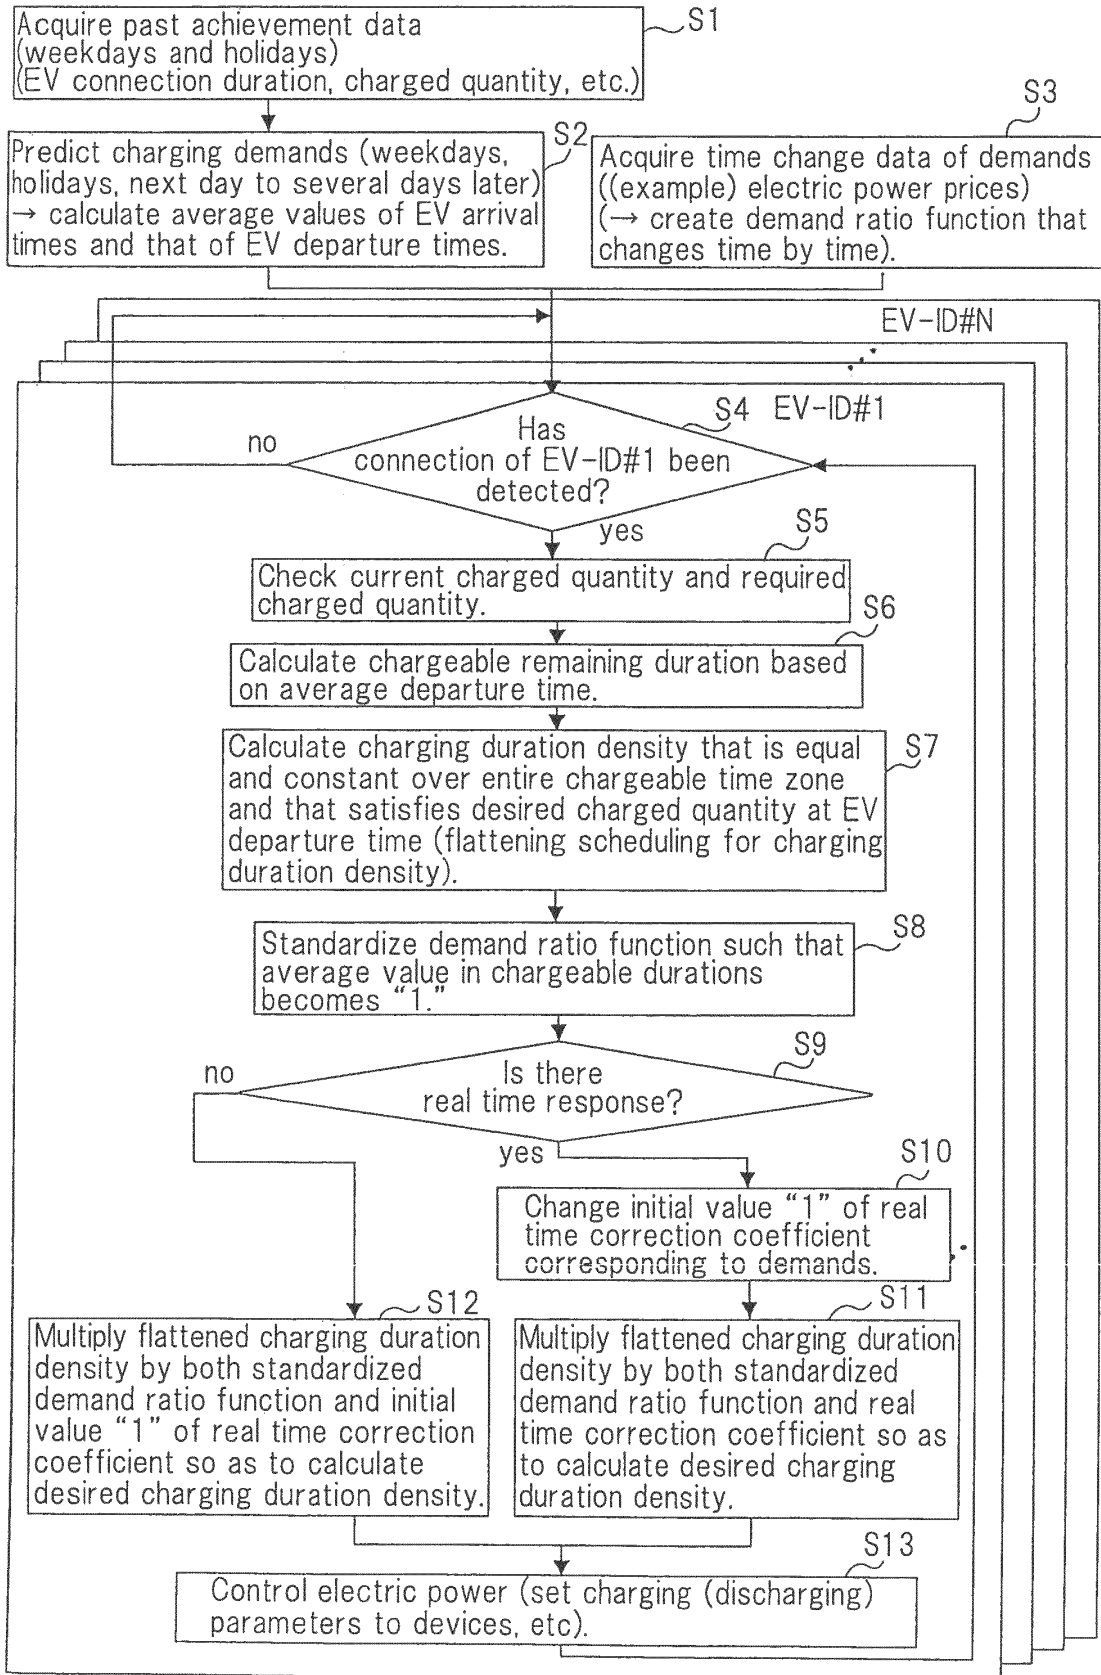 Acquire past achievement data
(weekdays and holidays)
(EV connection duration, charged quantity, etc.)
S1
S2
Predict charging demands (weekdays,
holidays, next day to several days later)
→ calculate average values of EV arrival
times and that of EV departure times.
S3
Acquire time change data of demands
((example) electric power prices)
(→ create demand ratio function that
changes time by time).
EV-ID#N
EV-ID#1
S4
Has
connection of EV-ID#1 been
detected?
no
yes
S5
Check current charged quantity and required
charged quantity.
S6
Calculate chargeable remaining duration based
on average departure time.
S7
Calculate charging duration density that is equal
and constant over entire chargeable time zone
and that satisfies desired charged quantity at EV
departure time (flattening scheduling for charging
duration density).
S8
Standardize demand ratio function such that
average value in chargeable durations
becomes “1.”
S9
Is there
real time response?
no
yes
S10
Change initial value “1” of real
time correction coefficient
corresponding to demands.
S12
Multiply flattened charging duration
density by both standardized
demand ratio function and initial
value “1” of real time correction
coefficient so as to calculate
desired charging duration density.
S11
Multiply flattened charging duration
density by both standardized
demand ratio function and real
time correction coefficient so as
to calculate desired charging
duration density.
S13
Control electric power (set charging (discharging)
parameters to devices, etc).